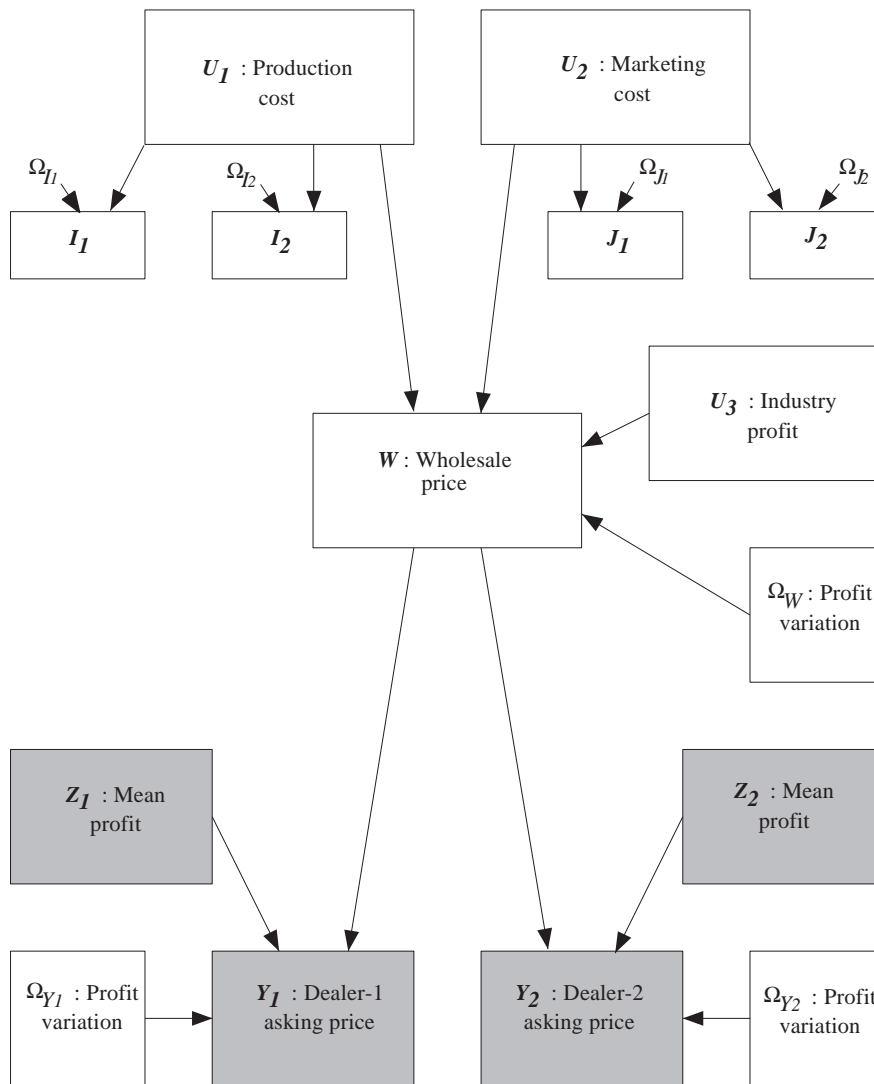 U1 : Production
cost
U2 : Marketing
cost
ΩI1
ΩI2
ΩJ1
ΩJ2
I1
I2
J1
J2
U3 : Industry
profit
W : Wholesale
price
ΩW : Profit
variation
Z1 : Mean
profit
Z2 : Mean
profit
ΩY1 : Profit
variation
Y1 : Dealer-1
asking price
Y2 : Dealer-2
asking price
ΩY2 : Profit
variation